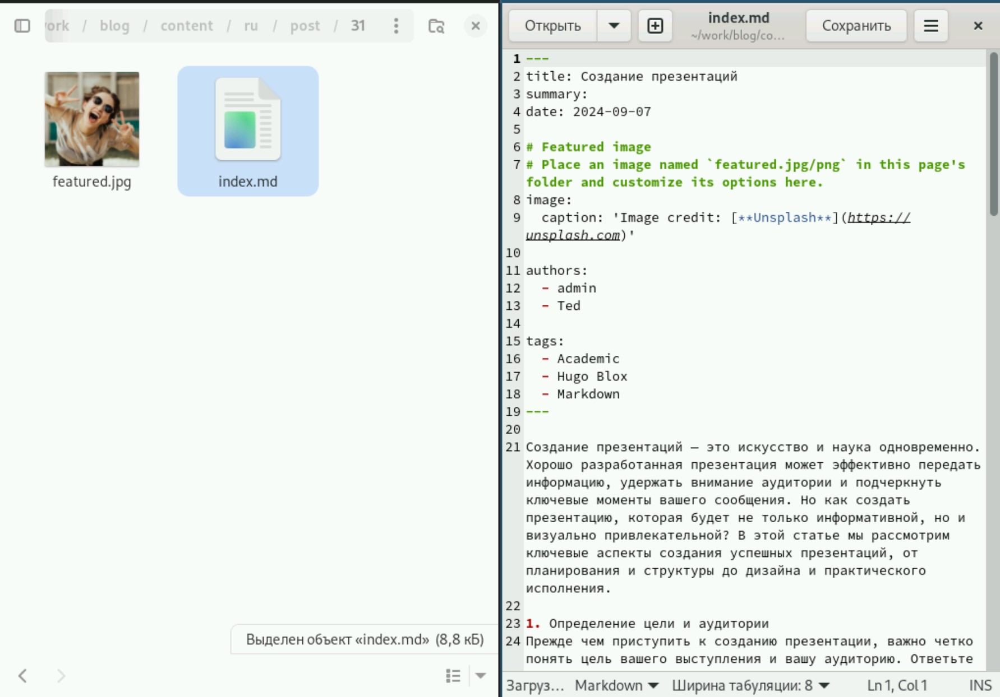 ork / blog / content / ru / post / 31
featured.jpg
index.md
Выделен объект «index.md» (8,8 кБ)
Открыть
index.md
~/work/blog/co...
Сохранить
1 ---
2 title: Создание презентаций
3 summary:
4 date: 2024-09-07
5
6 # Featured image
7 # Place an image named `featured.jpg/png` in this page's
folder and customize its options here.
8 image:
9   caption: 'Image credit: [**Unsplash**](https://
unsplash.com)'
10
11 authors:
12   - admin
13   - Ted
14
15 tags:
16   - Academic
17   - Hugo Blox
18   - Markdown
19 ---
20
21 Создание презентаций — это искусство и наука одновременно.
Хорошо разработанная презентация может эффективно передать
информацию, удержать внимание аудитории и подчеркнуть
ключевые моменты вашего сообщения. Но как создать
презентацию, которая будет не только информативной, но и
визуально привлекательной? В этой статье мы рассмотрим
ключевые аспекты создания успешных презентаций, от
планирования и структуры до дизайна и практического
исполнения.
22
23 1. Определение цели и аудитории
24 Прежде чем приступить к созданию презентации, важно четко
понять цель вашего выступления и вашу аудиторию. Ответьте
Загруз... Markdown Ширина табуляции: 8 Ln 1, Col 1 INS